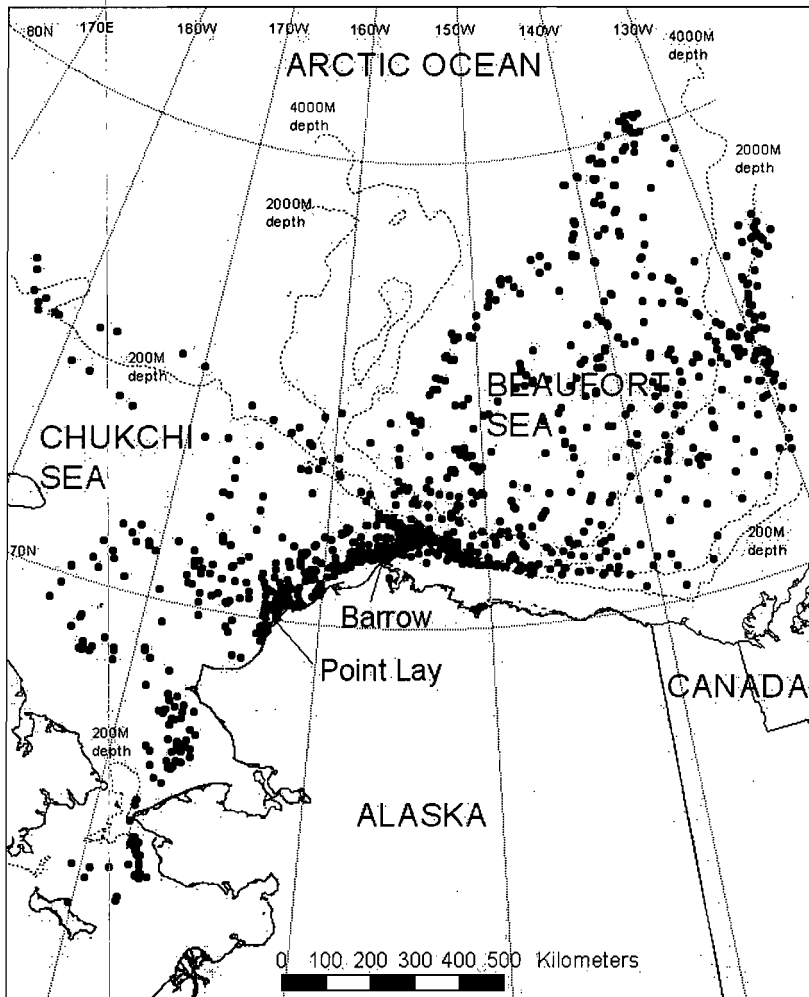 80N
170E
180W
170W
160W
150W
140W
130W
4000M
depth
ARCTIC OCEAN
4000M
depth
2000M
depth
2000M
depth
200M
depth
BEAUFORT
SEA
CHUKCHI
SEA
200M
depth
70N
Barrow
Point Lay
CANADA
200M
depth
ALASKA
0 100 200 300 400 500 Kilometers